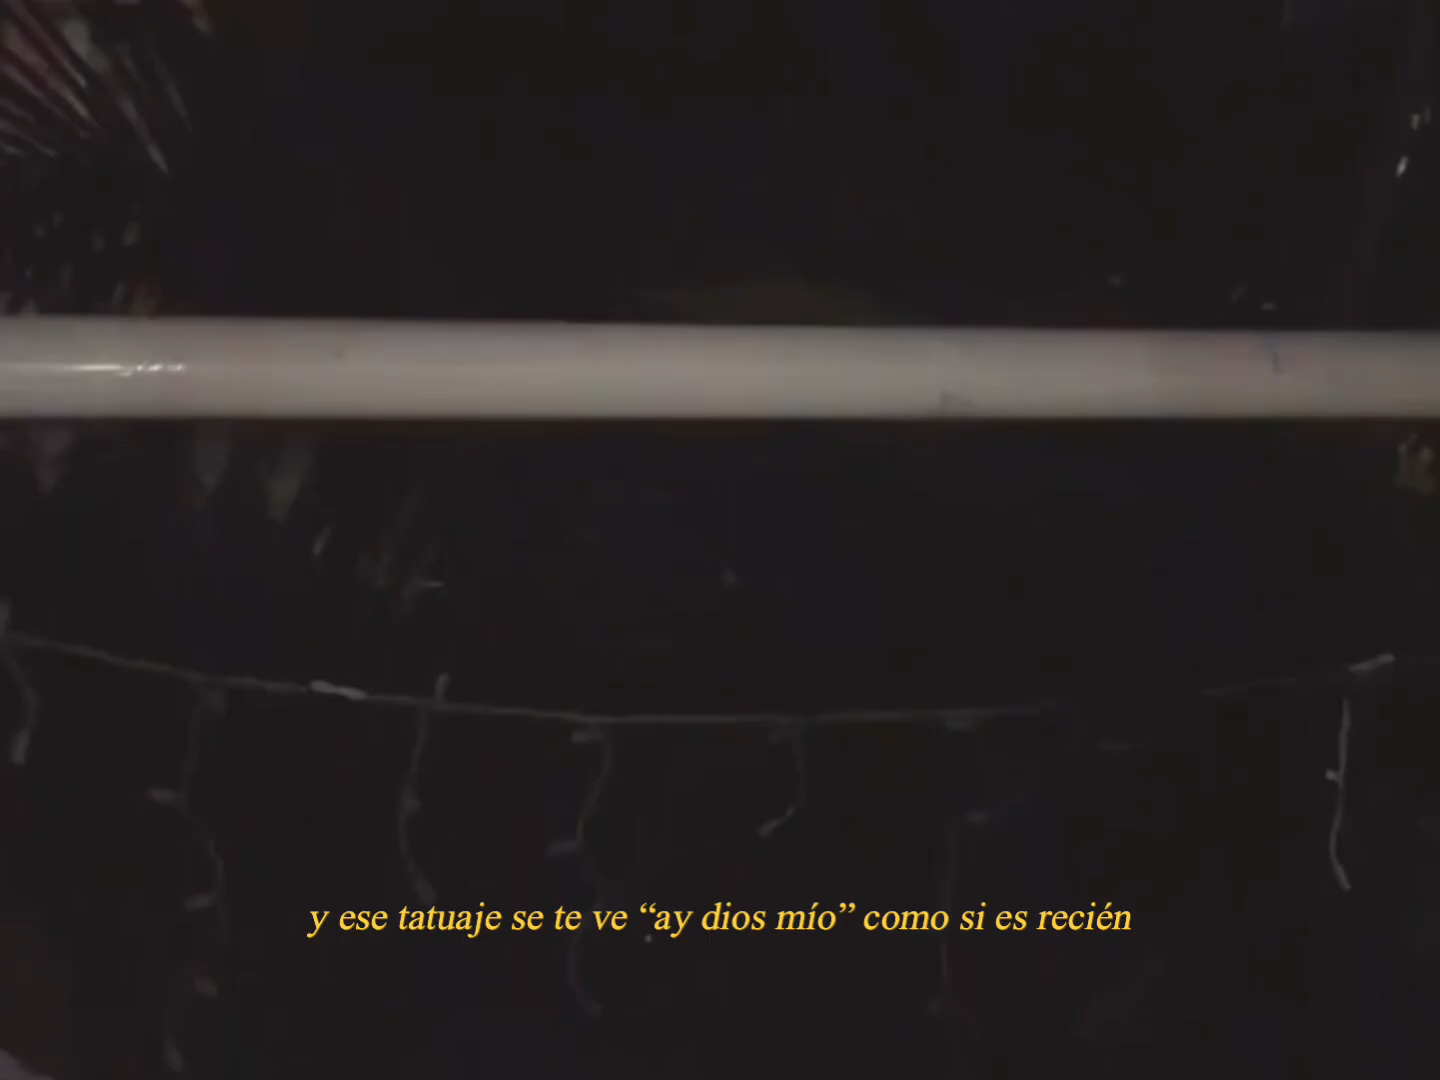 y ese tatuaje se te ve “ay dios mío” como si es recién